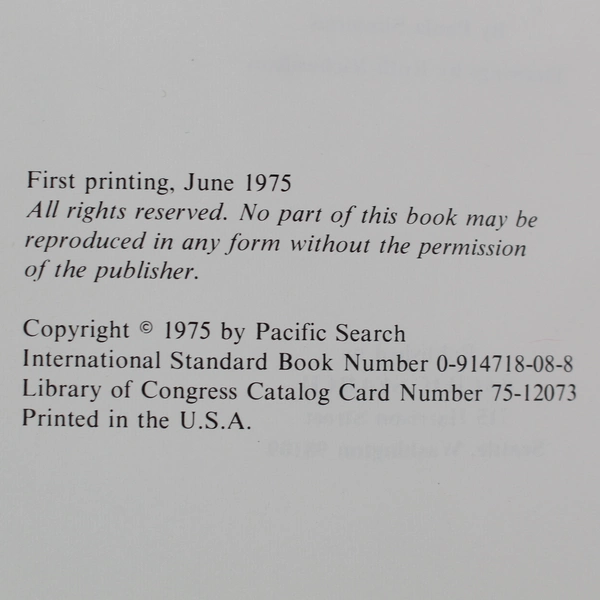 First printing, June 1975
All rights reserved. No part of this book may be
reproduced in any form without the permission
of the publisher.
Copyright © 1975 by Pacific Search
International Standard Book Number 0-914718-08-8
Library of Congress Catalog Card Number 75-12073
Printed in the U.S.A.